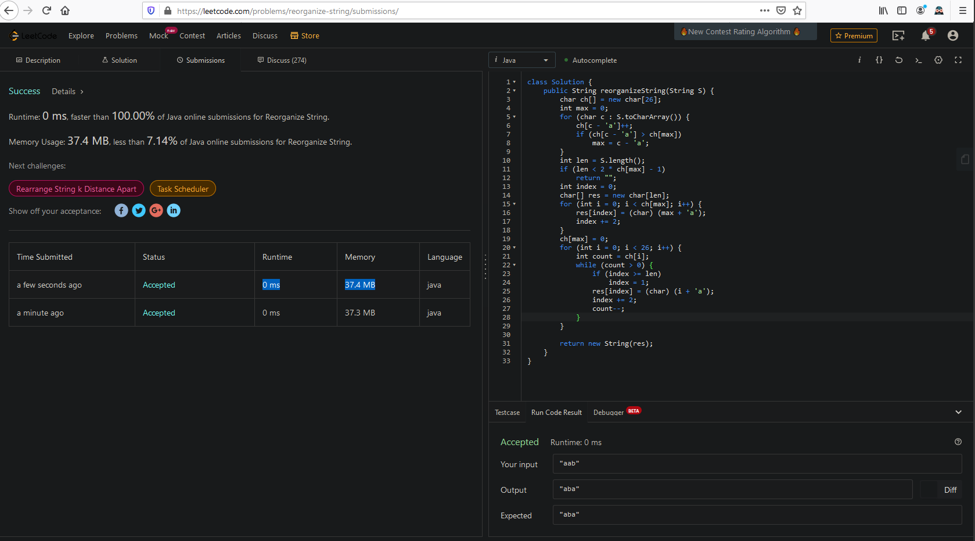 https://leetcode.com/problems/reorganize-string/submissions/
LeetCode
Explore
Problems
Mock
Contest
Articles
Discuss
Store
🔥New Contest Rating Algorithm 🔥
Premium
5
Description
Solution
Submissions
Discuss (274)
Success Details ›
Runtime: 0 ms, faster than 100.00% of Java online submissions for Reorganize String.
Memory Usage: 37.4 MB, less than 7.14% of Java online submissions for Reorganize String.
Next challenges:
Rearrange String k Distance Apart
Task Scheduler
Show off your acceptance:
Time Submitted Status Runtime Memory Language
a few seconds ago Accepted 0 ms 37.4 MB java
a minute ago Accepted 0 ms 37.3 MB java
Java
Autocomplete
1 class Solution {
2 public String reorganizeString(String S) {
3 char ch[] = new char[26];
4 int max = 0;
5 for (char c : S.toCharArray()) {
6 ch[c - 'a']++;
7 if (ch[c - 'a'] > ch[max])
8 max = c - 'a';
9 }
10 int len = S.length();
11 if (len < 2 * ch[max] - 1)
12 return "";
13 int index = 0;
14 char[] res = new char[len];
15 for (int i = 0; i < ch[max]; i++) {
16 res[index] = (char) (max + 'a');
17 index += 2;
18 }
19 ch[max] = 0;
20 for (int i = 0; i < 26; i++) {
21 int count = ch[i];
22 while (count > 0) {
23 if (index >= len)
24 index = 1;
25 res[index] = (char) (i + 'a');
26 index += 2;
27 count--;
28 }
29 }
30
31 return new String(res);
32 }
33 }
Testcase
Run Code Result
Debugger BETA
Accepted Runtime: 0 ms
Your input "aab"
Output "aba" Diff
Expected "aba"